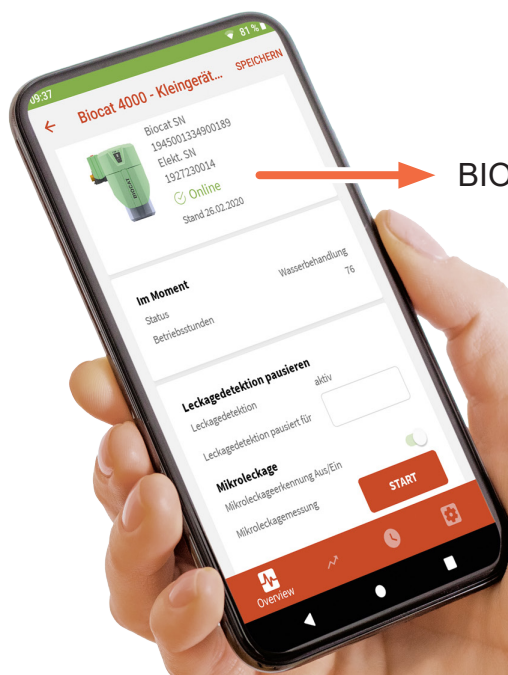 09:37
81 %
Biocat 4000 - Kleingerät...
SPEICHERN
Biocat SN
1945001334900189
Elekt. SN
1927230014
Online
Stand 26.02.2020
BIOCAT
BIO
Im Moment
Status Wasserbehandlung
Betriebsstunden 76
Leckagedetektion pausieren
Leckagedetektion aktiv
Leckagedetektion pausiert für
Mikroleckage
Mikroleckageerkennung Aus/Ein
Mikroleckagemessung
START
Overview